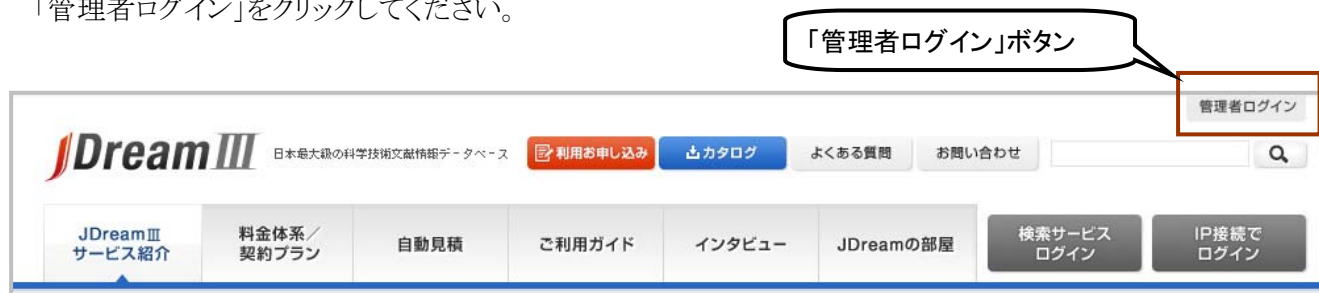 「管理者ログイン」をクリックしてください。
「管理者ログイン」ボタン
管理者ログイン
JDreamⅢ 日本最大級の科学技術文献情報データベース 利用お申し込み カタログ よくある質問 お問い合わせ
JDreamⅢ
サービス紹介
料金体系／
契約プラン
自動見積
ご利用ガイド
インタビュー
JDreamの部屋
検索サービス
ログイン
IP接続で
ログイン